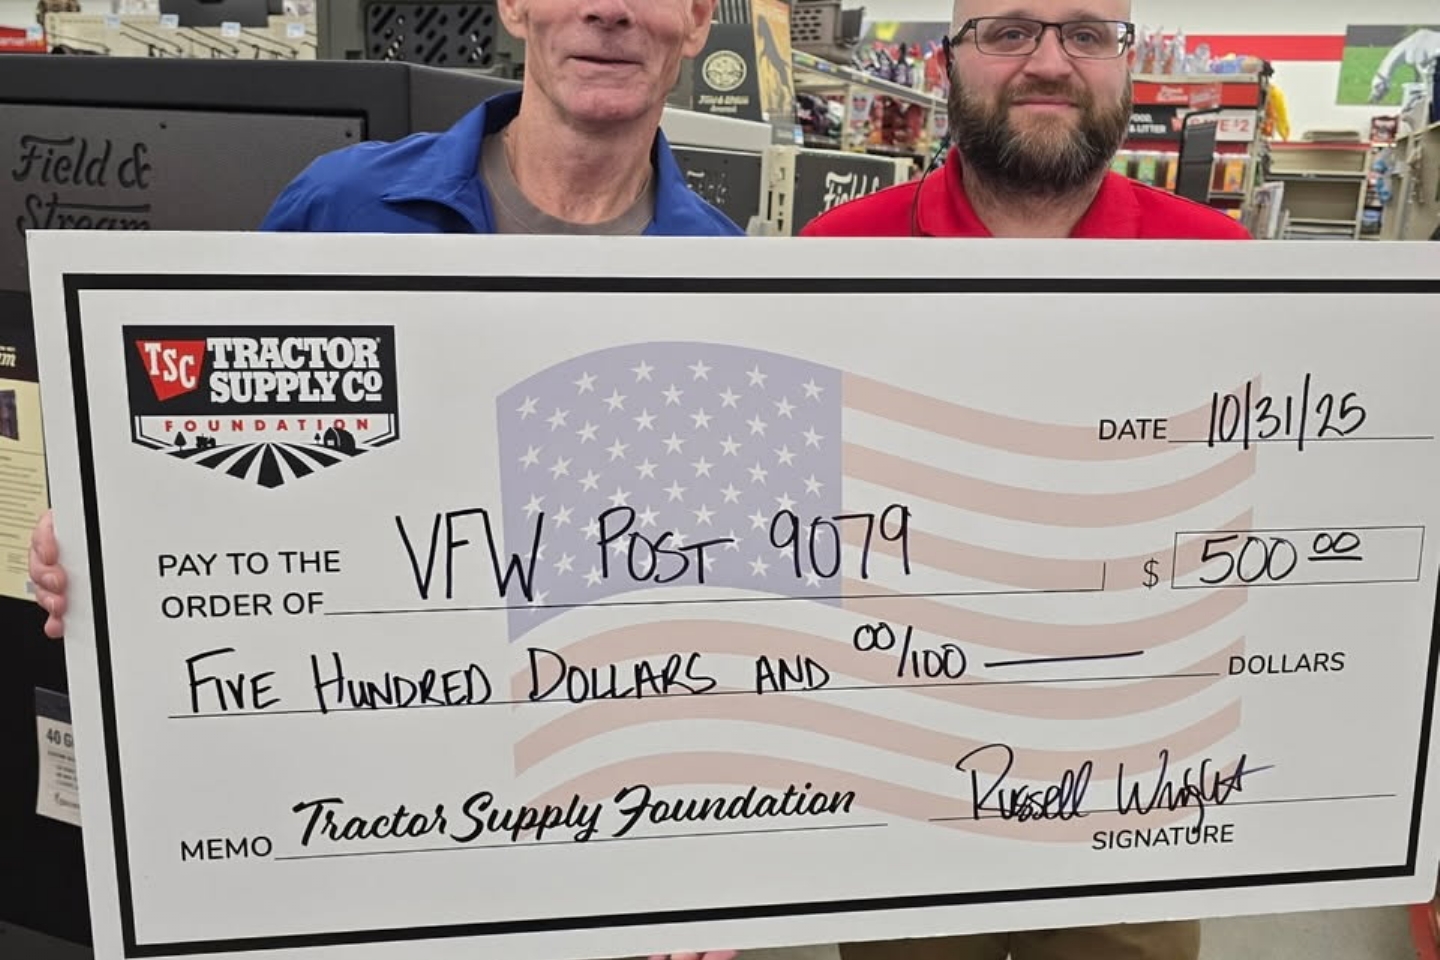 Field &
Stream
TSC TRACTOR
SUPPLY CO
FOUNDATION
DATE 10/31/25
PAY TO THE
ORDER OF VFW POST 9079 $ 500 00
FIVE HUNDRED DOLLARS AND 00/100 DOLLARS
MEMO Tractor Supply Foundation
Russell Wright
SIGNATURE
40 G